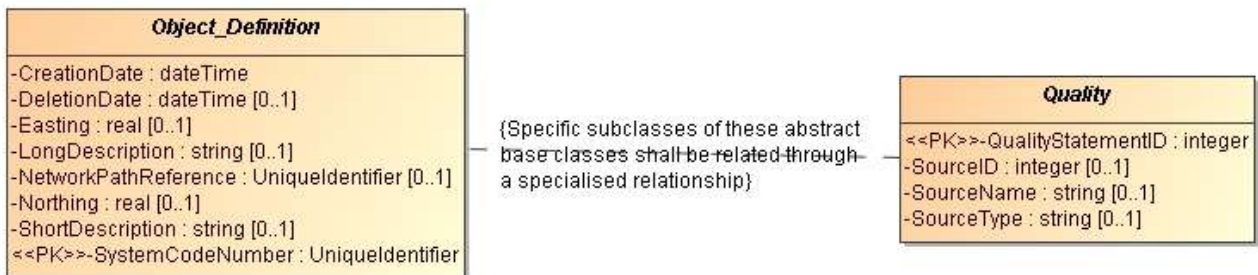 Object_Definition
-CreationDate : dateTime
-DeletionDate : dateTime [0..1]
-Easting : real [0..1]
-LongDescription : string [0..1]
-NetworkPathReference : UniqueIdentifier [0..1]
-Northing : real [0..1]
-ShortDescription : string [0..1]
<<PK>>-SystemCodeNumber : UniqueIdentifier
{Specific subclasses of these abstract
base classes shall be related through
a specialised relationship}
Quality
<<PK>>-QualityStatementID : integer
-SourceID : integer [0..1]
-SourceName : string [0..1]
-SourceType : string [0..1]